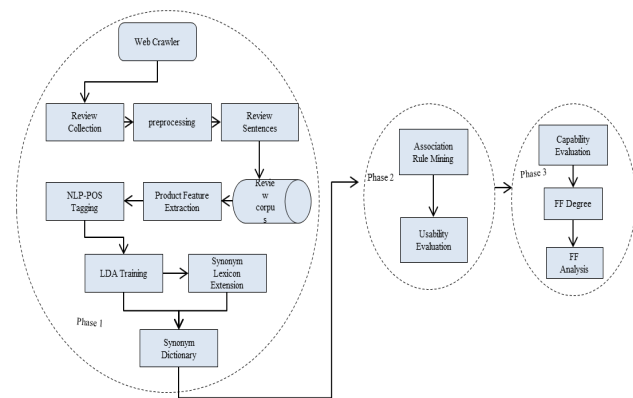 Web Crawler
Review
Collection
preprocessing
Review
Sentences
Revie
w
corpu
s
Product Feature
Extraction
NLP-POS
Tagging
LDA Training
Synonym
Lexicon
Extension
Synonym
Dictionary
Phase 1
Association
Rule Mining
Phase 2
Usability
Evaluation
Capability
Evaluation
Phase 3
FF Degree
FF
Analysis